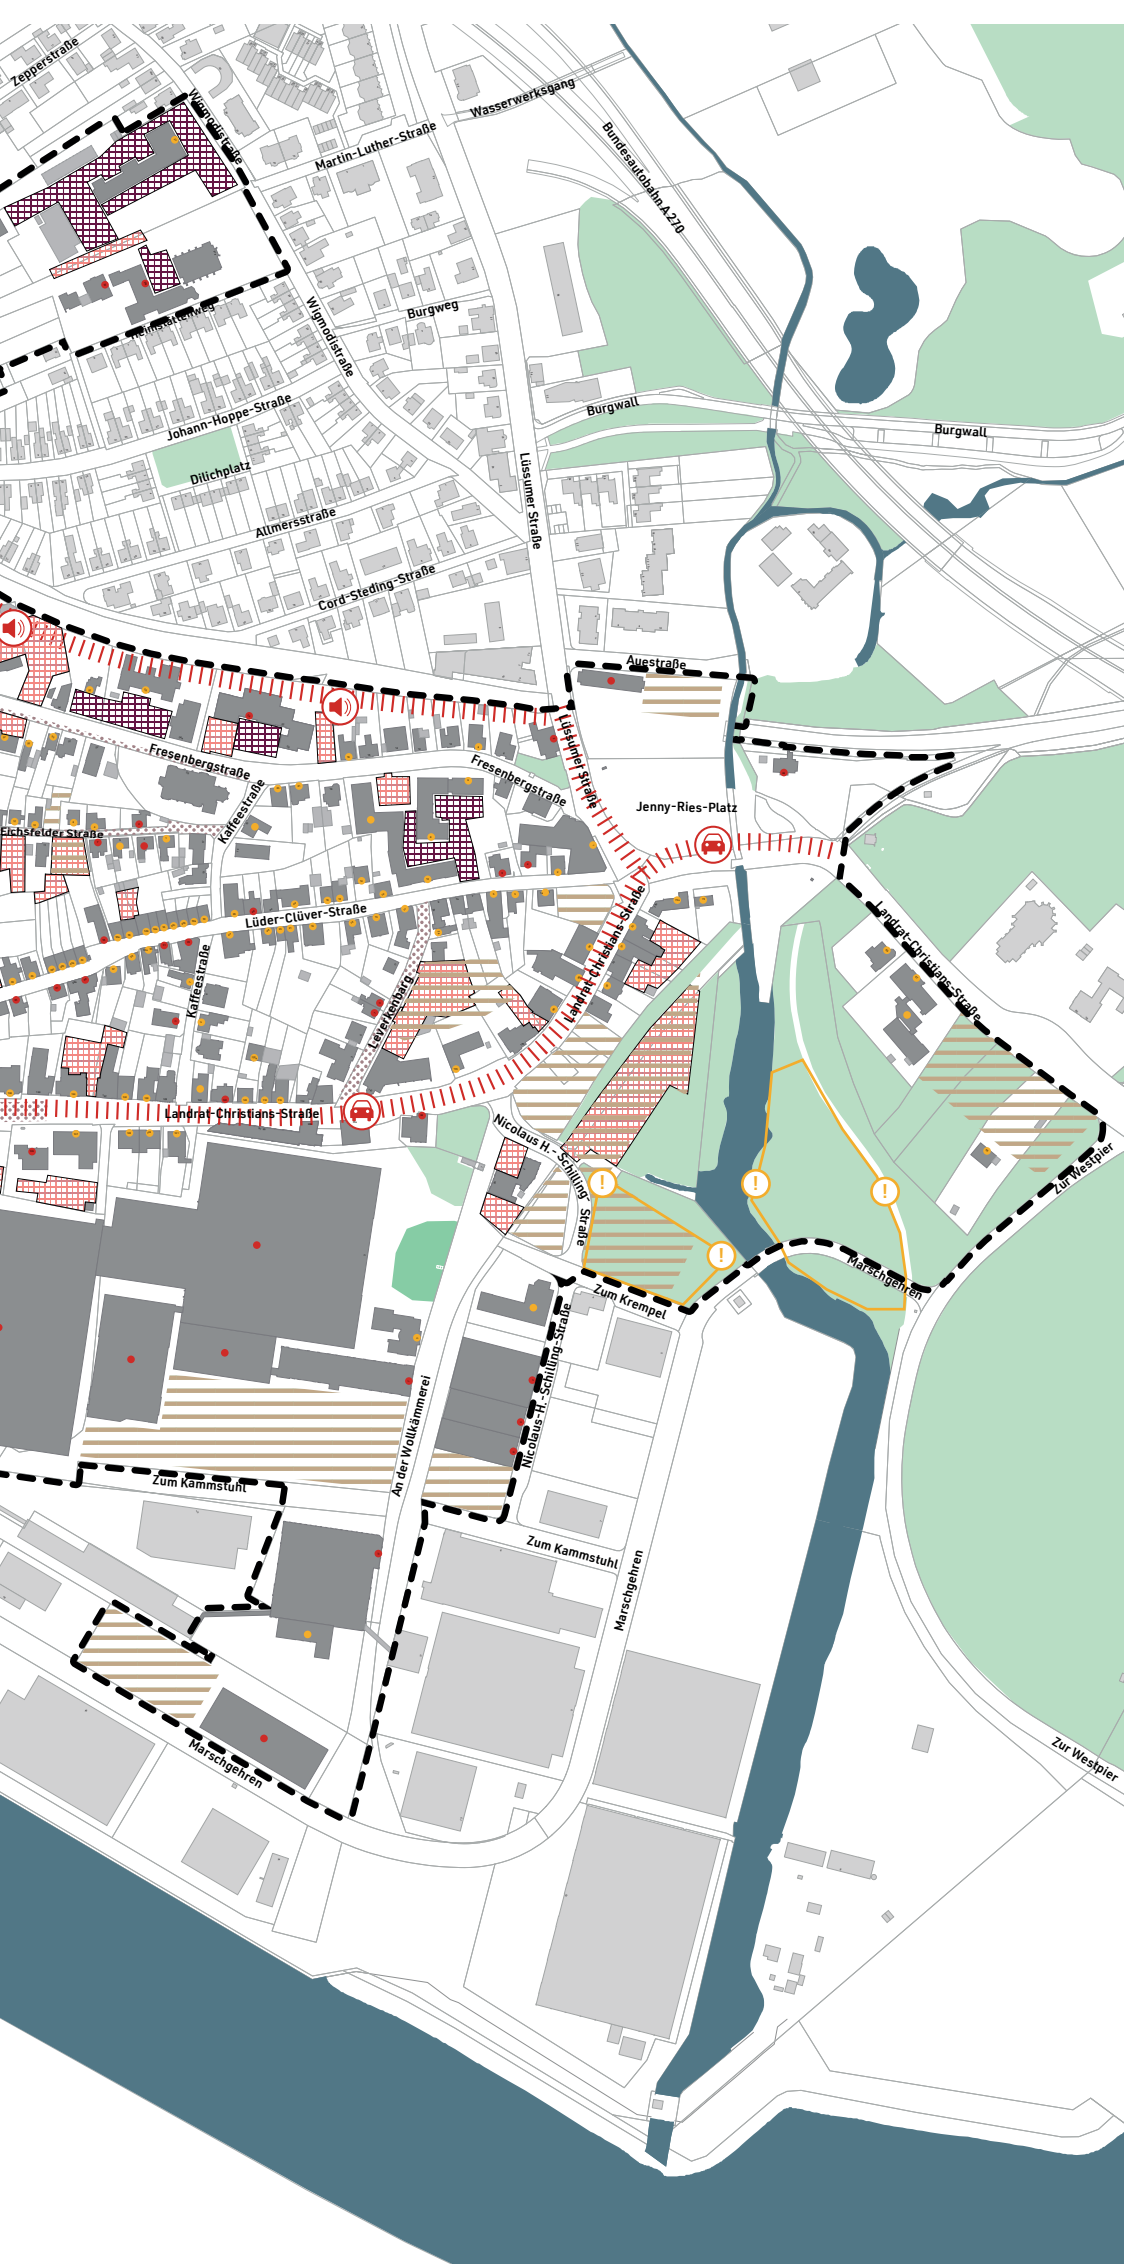 Zepperstraße
Wasserwerksgang
Wigmodistraße
Martin-Luther-Straße
Bundesautobahn A 270
Heimstättenweg
Burgweg
Wigmodistraße
Burgwall
Burgwall
Johann-Hoppe-Straße
Dilichplatz
Lüssumer Straße
Allmersstraße
Cord-Steding-Straße
Auestraße
Lüssumer Straße
Fresenbergstraße
Fresenbergstraße
Kaffeestraße
Jenny-Ries-Platz
Eichsfelder Straße
!
Lüder-Clüver-Straße
Landrat-Christians-Straße
Landrat-Christians-Straße
Kaffeestraße
Leverkenbarg
Landrat-Christians-Straße
Nicolaus H.- Schilling-
Straße
Zur Westpier
!
!
!
Marschgehren
Zum Krempel
Nicolaus-H.-Schilling-Straße
An der Wollkämmerei
Zum Kammstuhl
Zum Kammstuhl
Marschgehren
Marschgehren
Zur Westpier